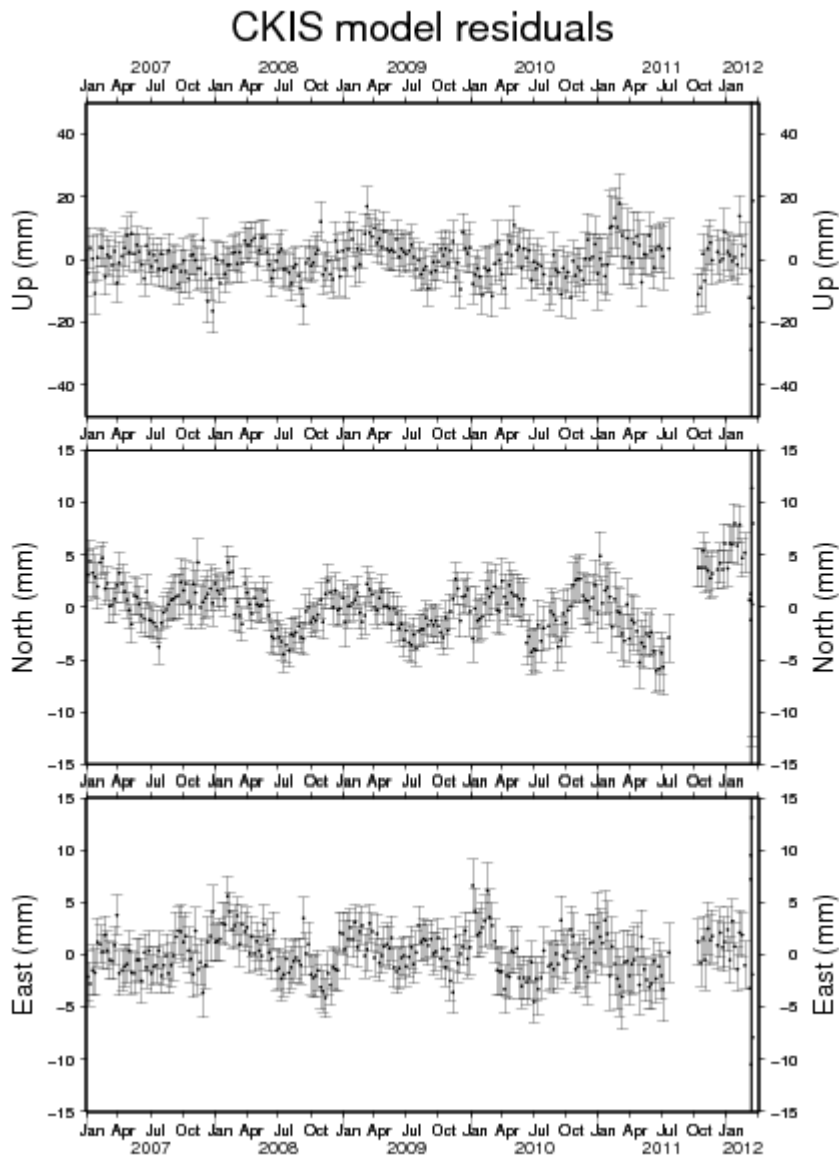 CKIS model residuals
2007 2008 2009 2010 2011 2012
Jan Apr Jul Oct Jan Apr Jul Oct Jan Apr Jul Oct Jan Apr Jul Oct Jan Apr Jul Oct Jan
40 40
20 20
Up (mm) 0 0 Up (mm)
−20 −20
−40 −40
Jan Apr Jul Oct Jan Apr Jul Oct Jan Apr Jul Oct Jan Apr Jul Oct Jan Apr Jul Oct Jan
15 15
10 10
5 5
North (mm) 0 0 North (mm)
−5 −5
−10 −10
−15 −15
Jan Apr Jul Oct Jan Apr Jul Oct Jan Apr Jul Oct Jan Apr Jul Oct Jan Apr Jul Oct Jan
15 15
10 10
5 5
East (mm) 0 0 East (mm)
−5 −5
−10 −10
−15 −15
Jan Apr Jul Oct Jan Apr Jul Oct Jan Apr Jul Oct Jan Apr Jul Oct Jan Apr Jul Oct Jan
2007 2008 2009 2010 2011 2012